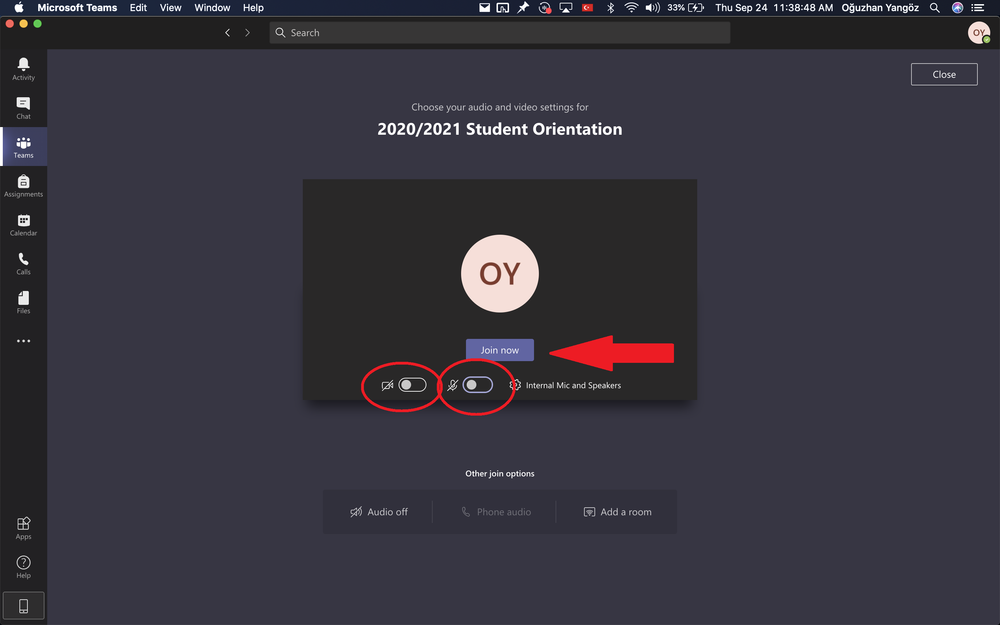 Microsoft Teams Edit View Window Help 33% Thu Sep 24 11:38:48 AM Oğuzhan Yangöz
Search
OY
Activity
Chat
Teams
Assignments
Calendar
Calls
Files
Apps
Help
Close
Choose your audio and video settings for
2020/2021 Student Orientation
OY
Join now
Internal Mic and Speakers
Other join options
Audio off Phone audio Add a room